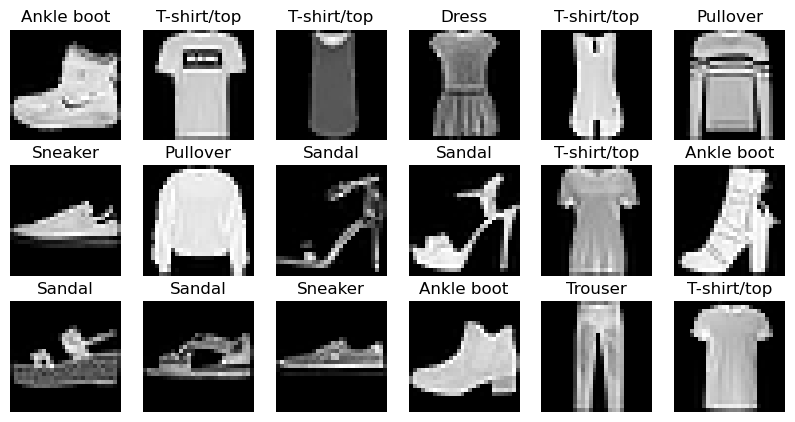 Ankle boot T-shirt/top T-shirt/top Dress T-shirt/top Pullover
Sneaker Pullover Sandal Sandal T-shirt/top Ankle boot
Sandal Sandal Sneaker Ankle boot Trouser T-shirt/top